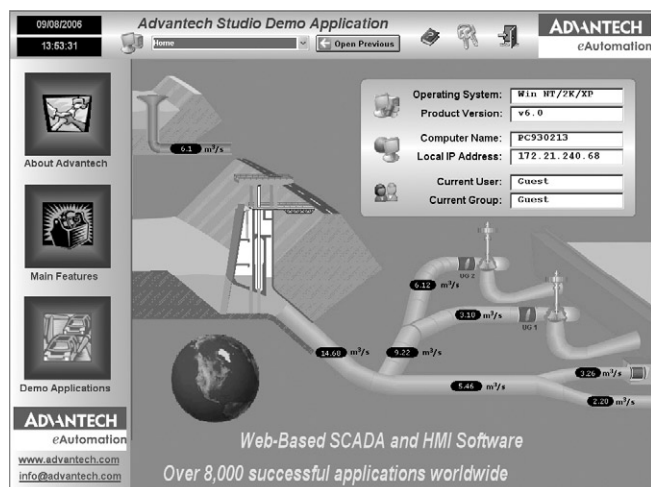 09/08/2006
13:53:31
Advantech Studio Demo Application
Home
Open Previous
ADVANTECH
eAutomation
About Advantech
Main Features
Demo Applications
ADVANTECH
eAutomation
www.advantech.com
info@advantech.com
Operating System: Win NT/2K/XP
Product Version: v6.0
Computer Name: PC930213
Local IP Address: 172.21.240.68
Current User: Guest
Current Group: Guest
6.1 m³/s
UG 2
6.12 m³/s
3.10 m³/s
UG 1
14.68 m³/s
9.22 m³/s
3.26 m³/s
5.46 m³/s
2.20 m³/s
Web-Based SCADA and HMI Software
Over 8,000 successful applications worldwide